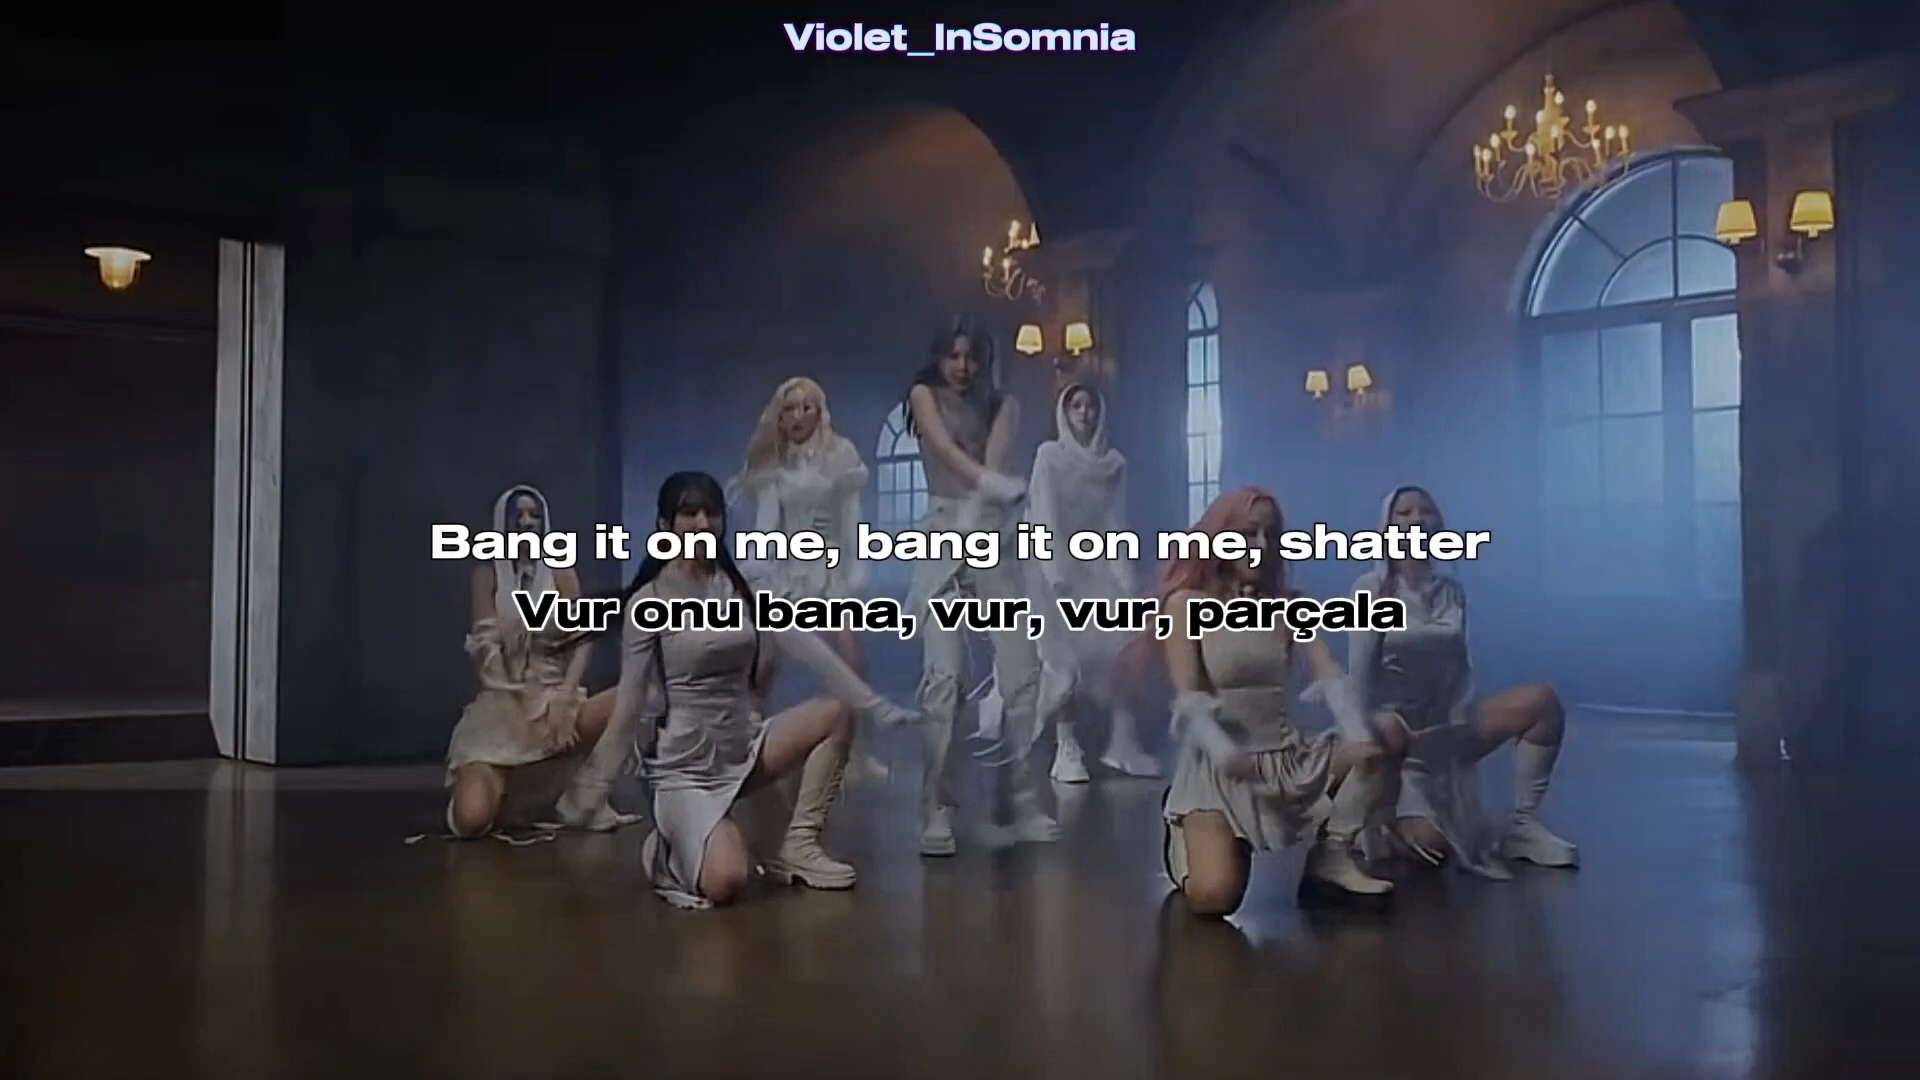 Violet_InSomnia
Bang it on me, bang it on me, shatter
Vur onu bana, vur, vur, parçala